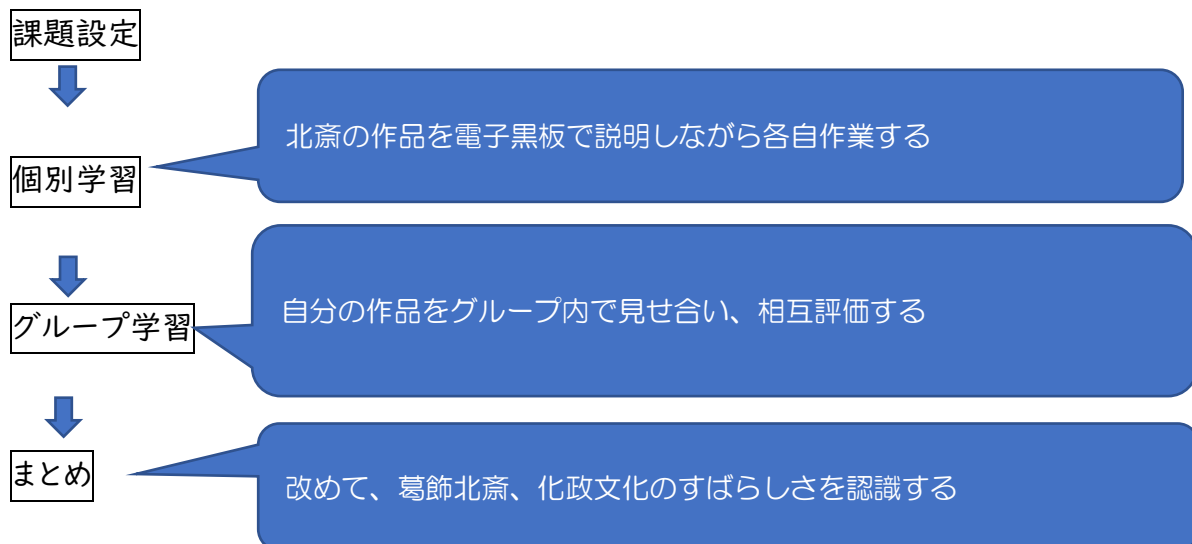 課題設定
北斎の作品を電子黒板で説明しながら各自作業する
個別学習
自分の作品をグループ内で見せ合い、相互評価する
グループ学習
まとめ
改めて、葛飾北斎、化政文化のすばらしさを認識する